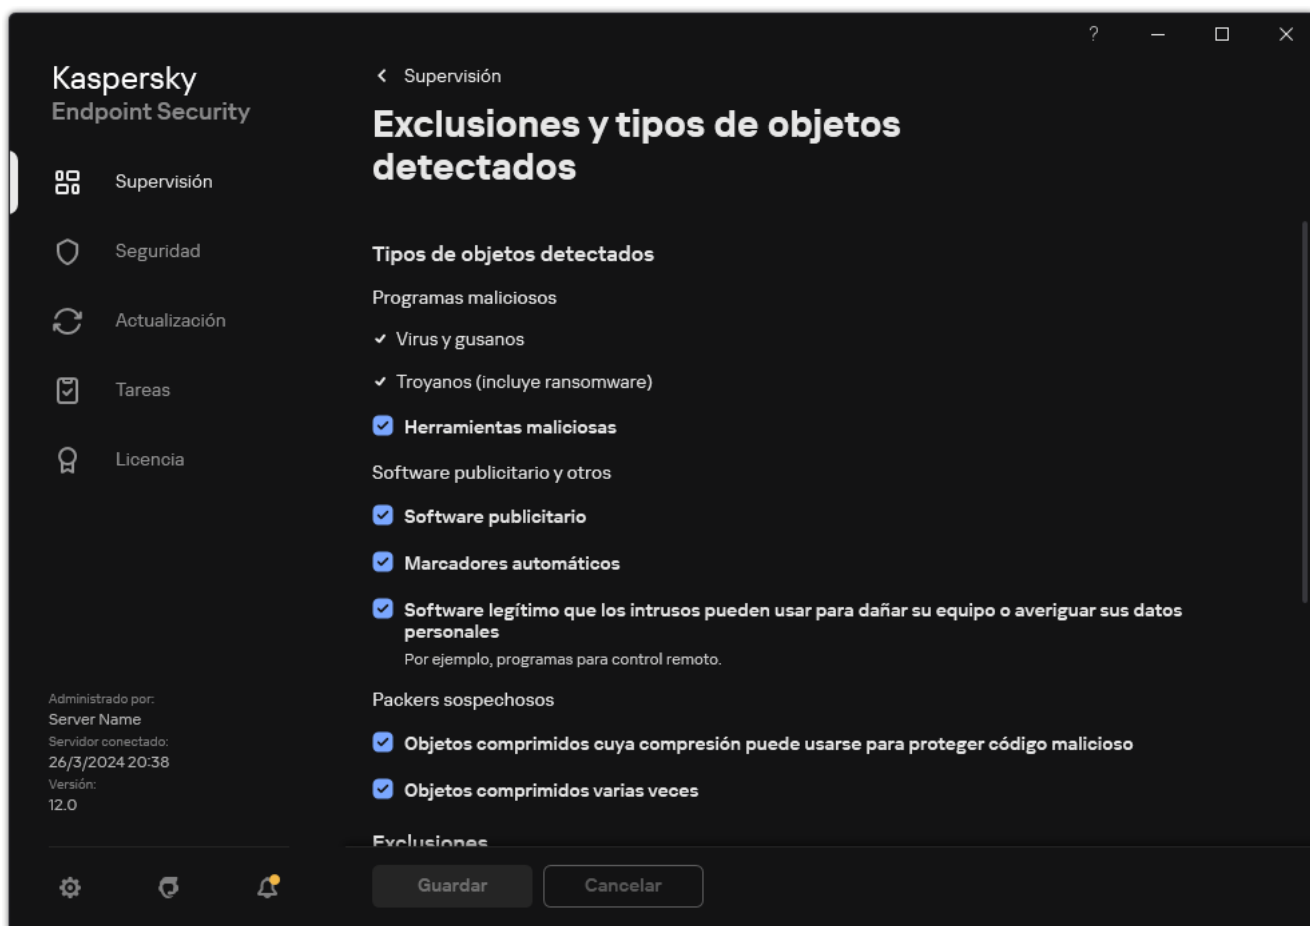 ?
Kaspersky
Endpoint Security
Supervisión
Seguridad
Actualización
Tareas
Licencia
Administrado por:
Server Name
Servidor conectado:
26/3/2024 20:38
Versión:
12.0
Supervisión
Exclusiones y tipos de objetos
detectados
Tipos de objetos detectados
Programas maliciosos
Virus y gusanos
Troyanos (incluye ransomware)
Herramientas maliciosas
Software publicitario y otros
Software publicitario
Marcadores automáticos
Software legítimo que los intrusos pueden usar para dañar su equipo o averiguar sus datos
personales
Por ejemplo, programas para control remoto.
Packers sospechosos
Objetos comprimidos cuya compresión puede usarse para proteger código malicioso
Objetos comprimidos varias veces
Exclusiones
Guardar
Cancelar